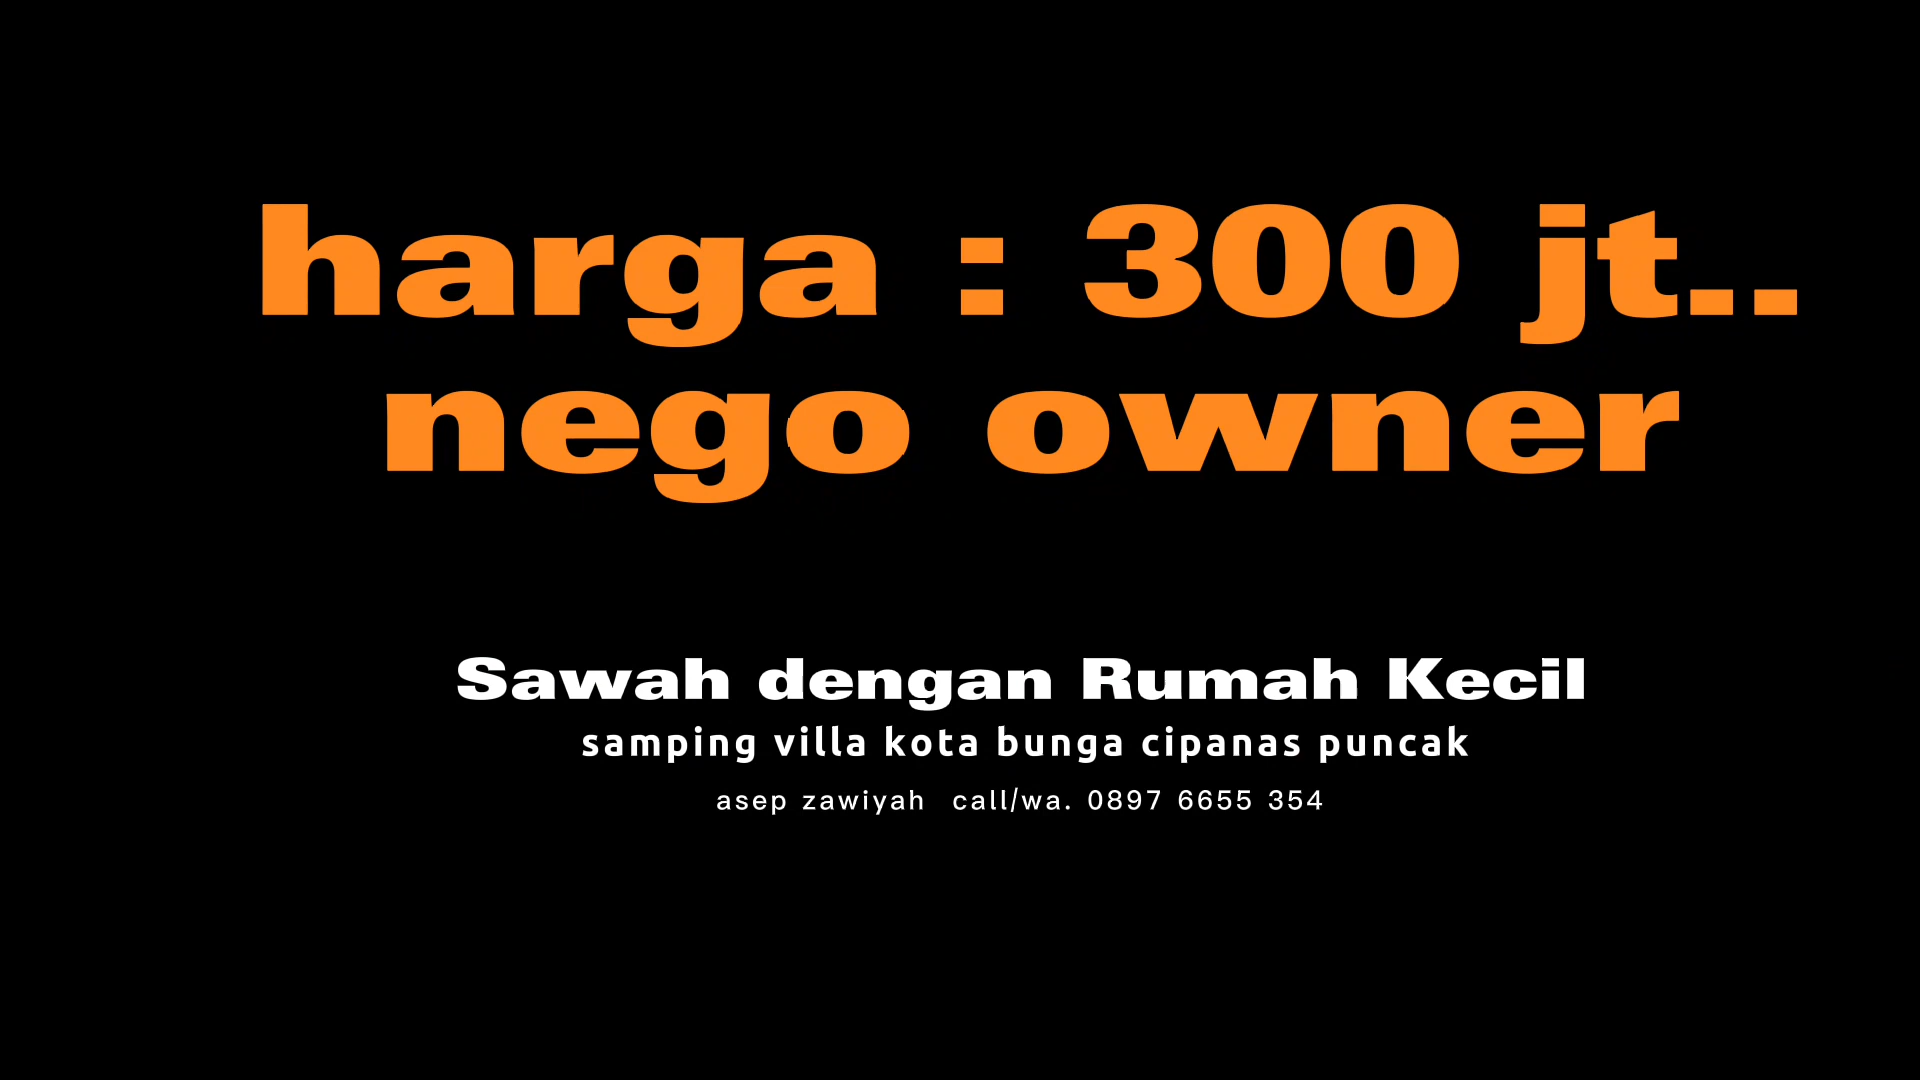 harga : 300 jt..
nego owner
Sawah dengan Rumah Kecil
samping villa kota bunga cipanas puncak
asep zawiyah  call/wa. 0897 6655 354